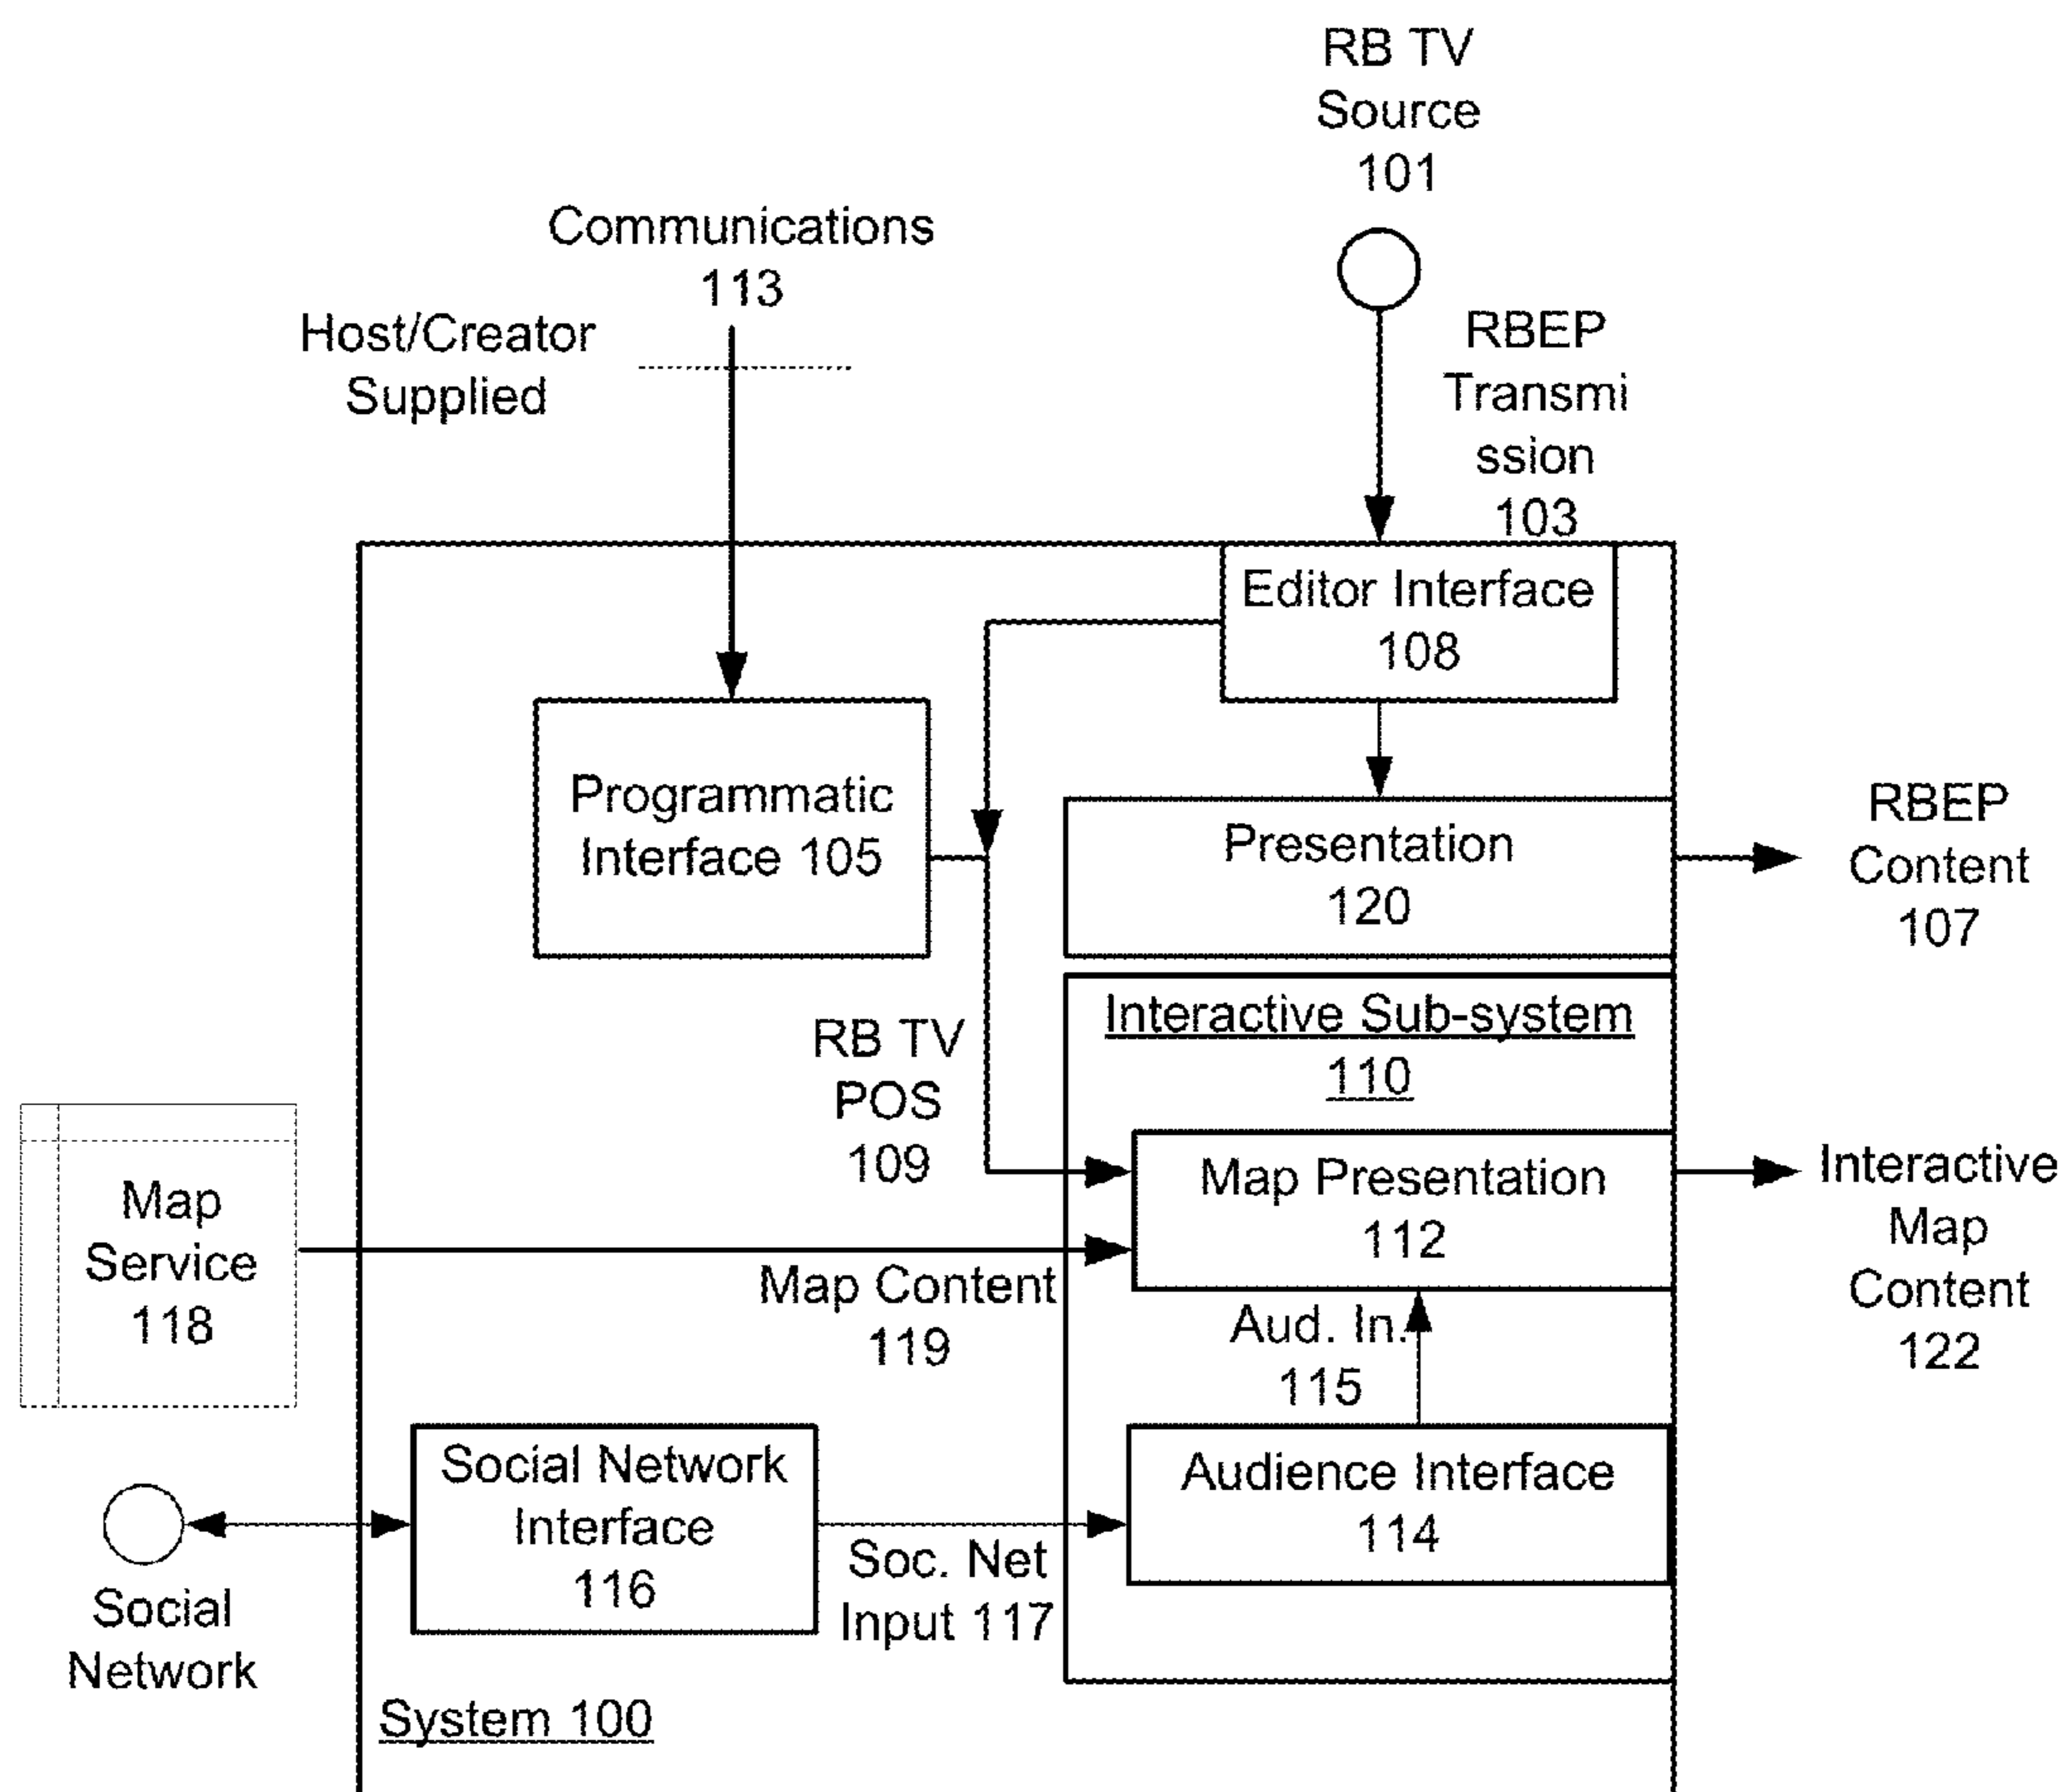 RB TV
Source
101
Communications
113
Host/Creator
Supplied
RBEP
Transmi
ssion
103
Editor Interface
108
Programmatic
Interface 105
Presentation
120
RBEP
Content
107
Interactive Sub-system
110
RB TV
POS
109
Map
Service
118
Map Presentation
112
Interactive
Map
Content
122
Map Content
119
Aud. In.
115
Social Network
Interface
116
Audience Interface
114
Soc. Net
Input 117
Social
Network
System 100